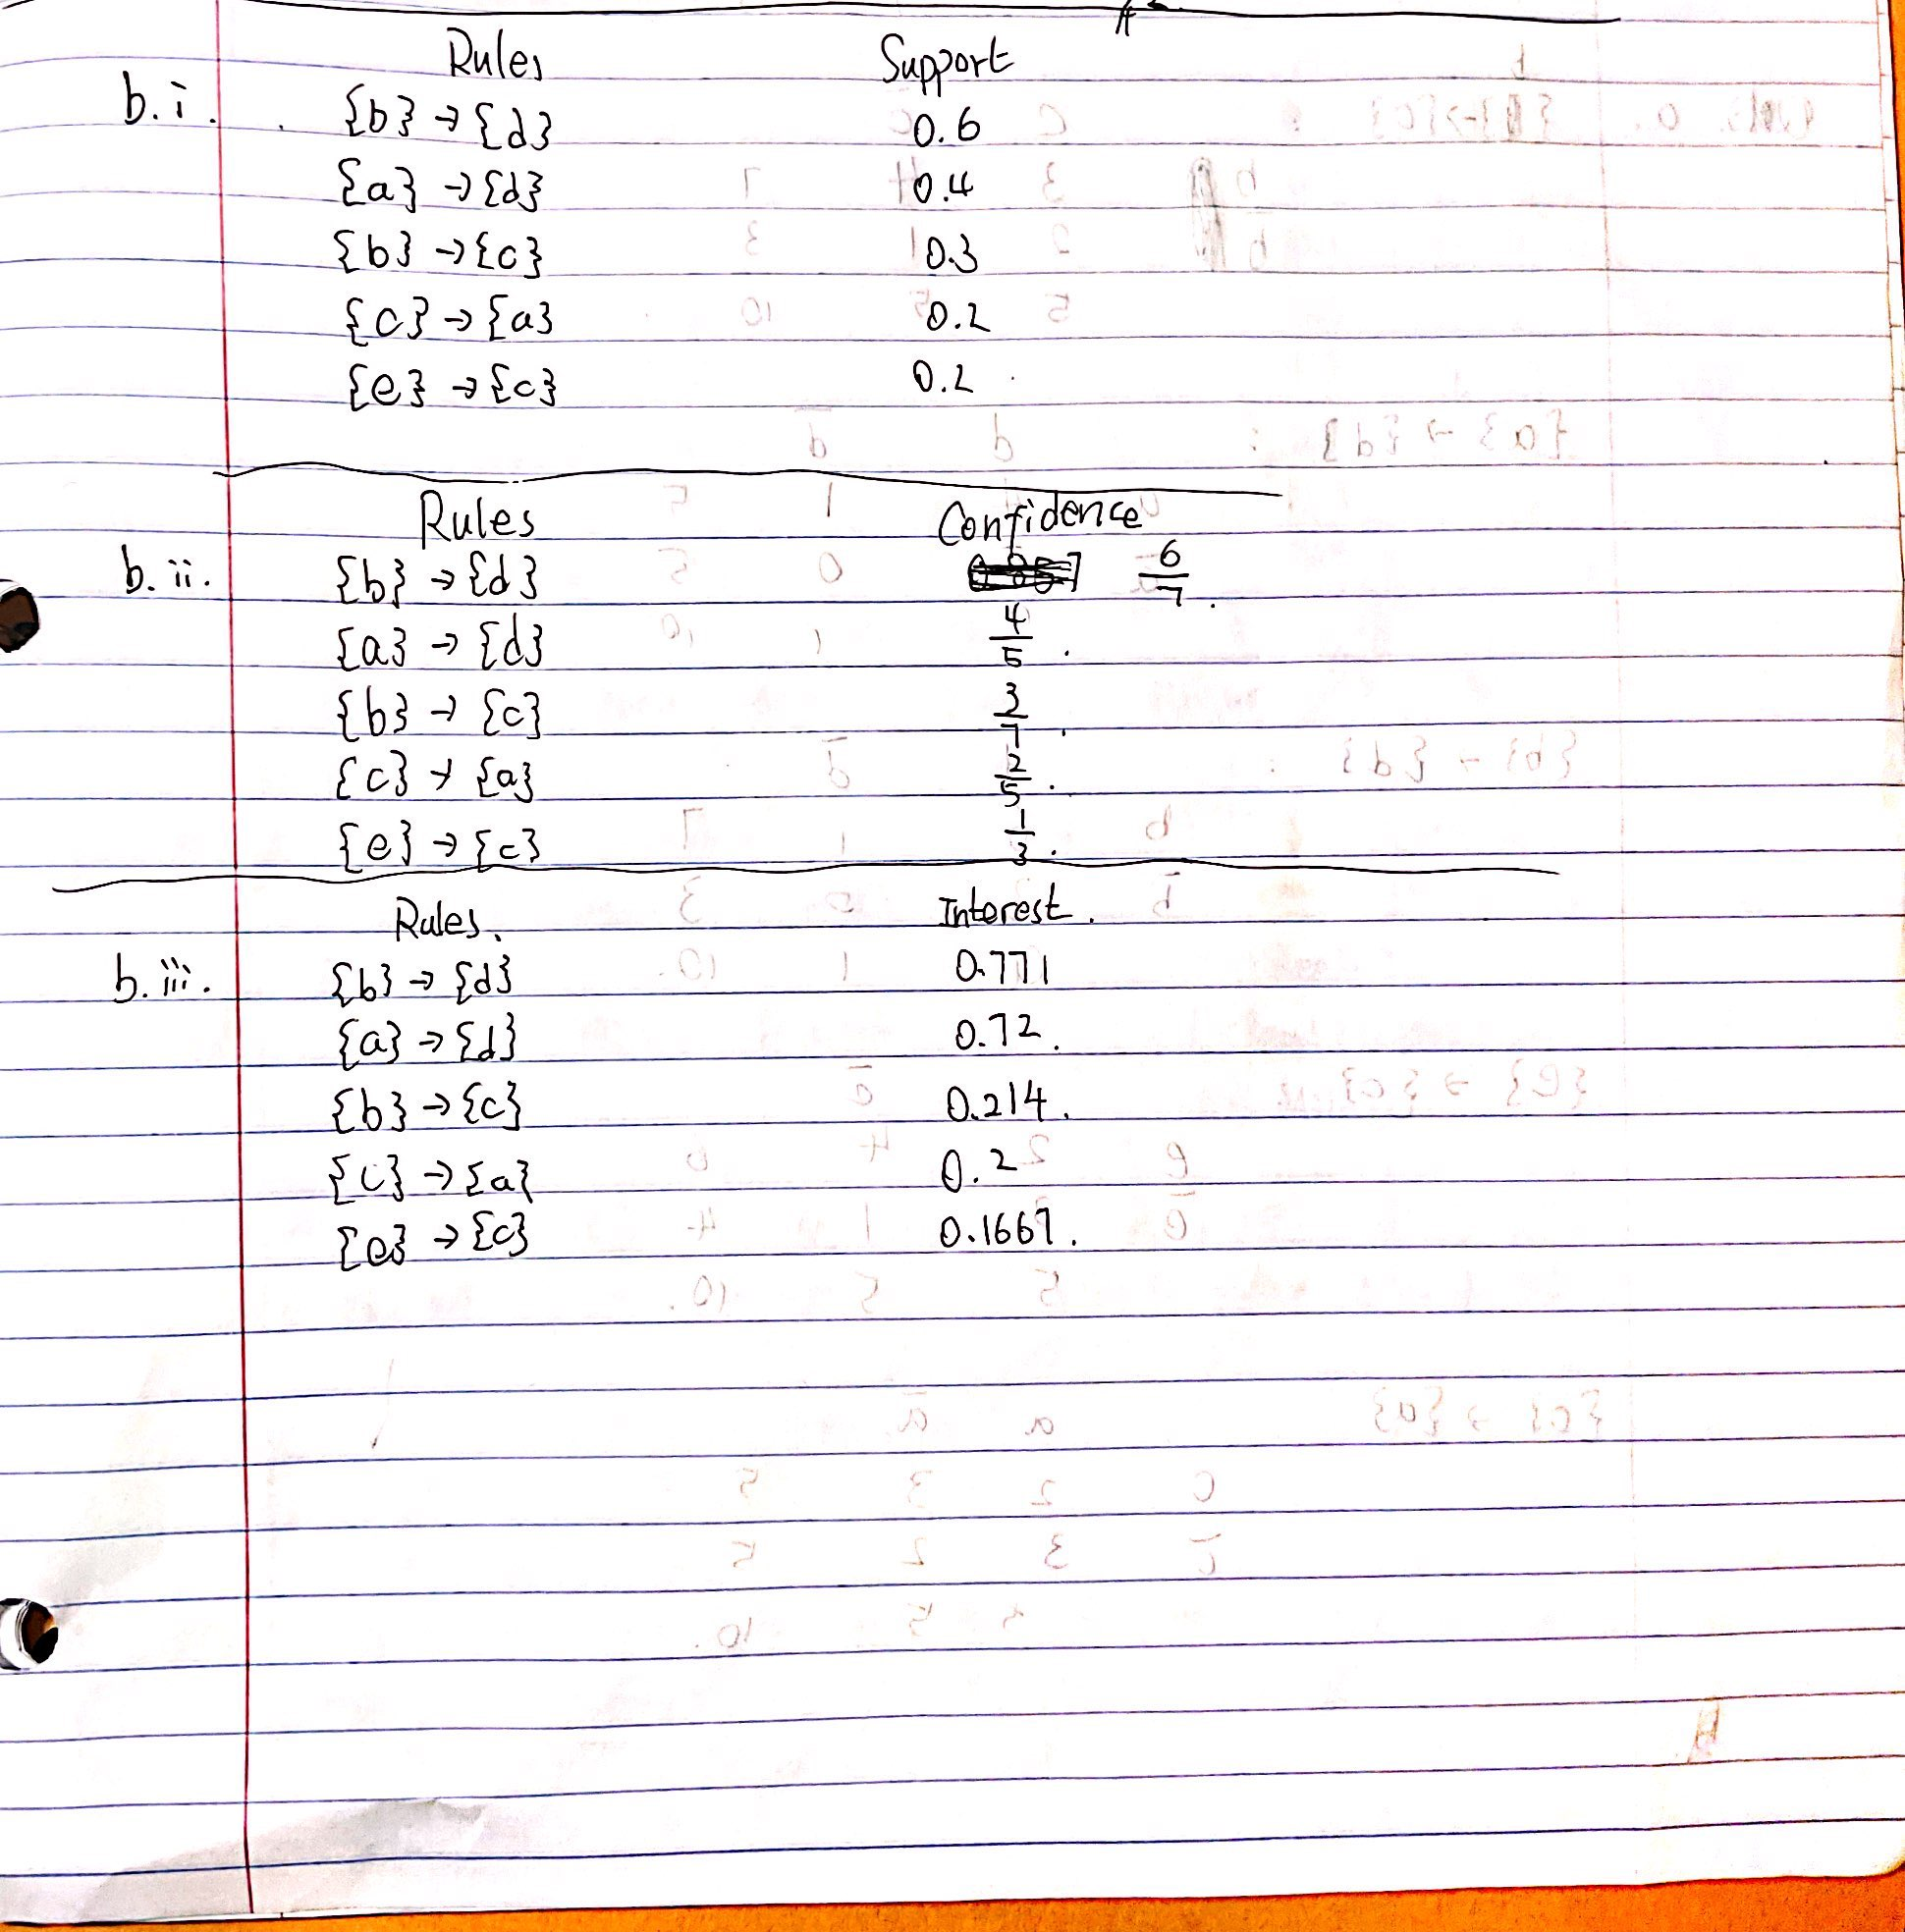 Rules Support
b.i. {b} → {d} 0.6
{a} → {d} 0.4
{b} → {c} 0.3
{c} → {a} 0.2
{e} → {c} 0.2
Rules Confidence
b. ii. {b} → {d} 6/7.
{a} → {d} 4/5.
{b} → {c} 3/7.
{c} → {a} 2/5.
{e} → {c} 1/3.
Rules. Interest.
b. iii. {b} → {d} 0.771
{a} → {d} 0.72.
{b} → {c} 0.214.
{c} → {a} 0.2
{e} → {c} 0.1667.